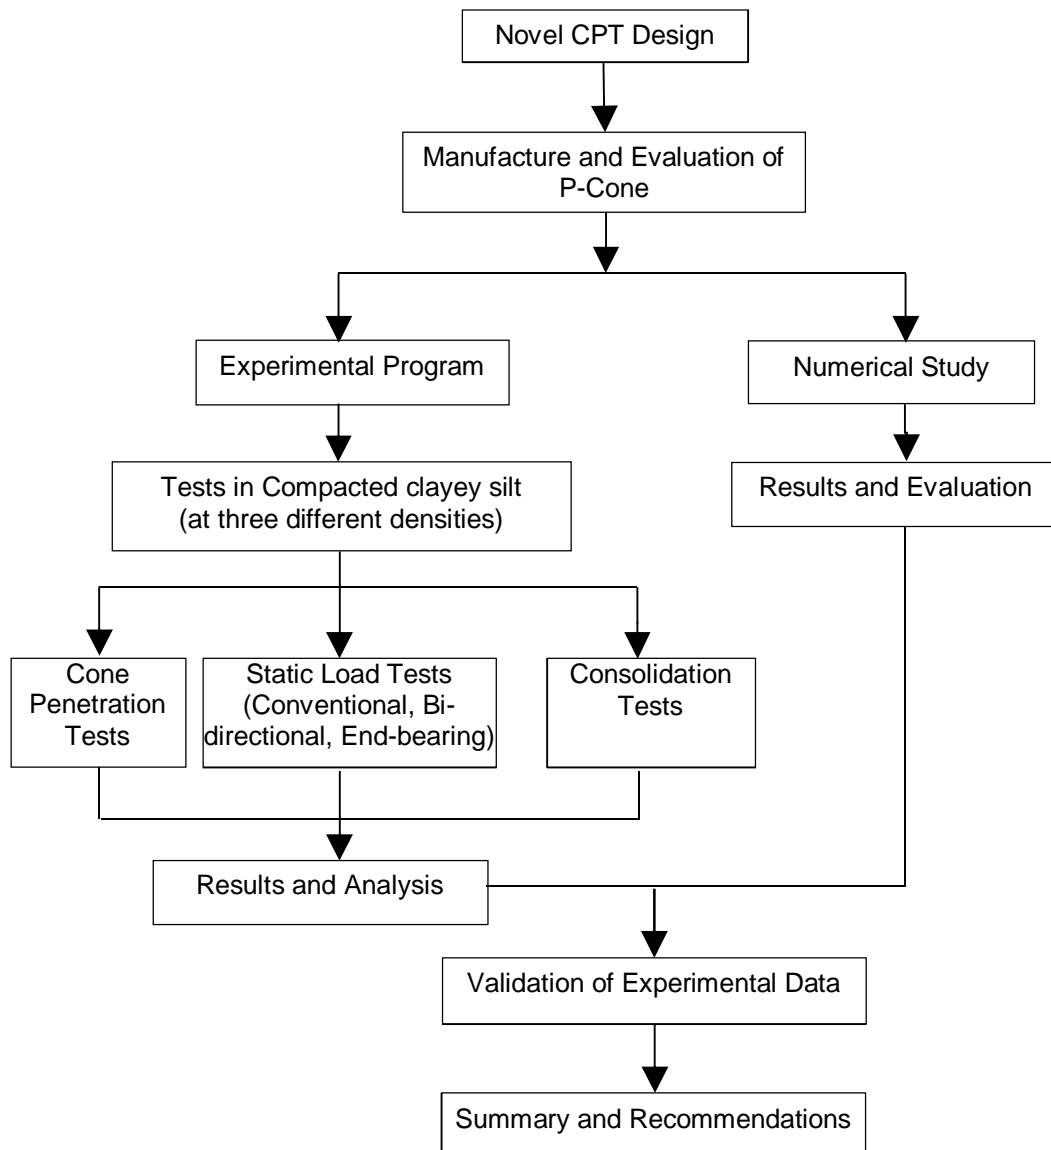 Novel CPT Design
Manufacture and Evaluation of
P-Cone
Experimental Program
Numerical Study
Tests in Compacted clayey silt
(at three different densities)
Results and Evaluation
Cone
Penetration
Tests
Static Load Tests
(Conventional, Bi-
directional, End-bearing)
Consolidation
Tests
Results and Analysis
Validation of Experimental Data
Summary and Recommendations